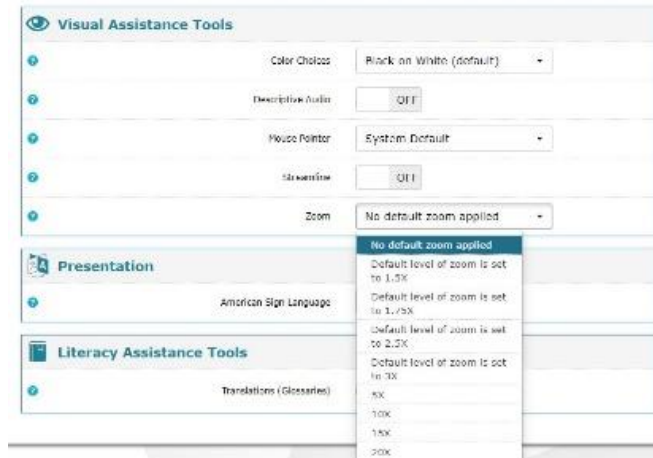 Visual Assistance Tools
Color Choices
Black on White (default)
Descriptive Audio
OFF
Mouse Pointer
System Default
Streamline
OFF
Zoom
No default zoom applied
No default zoom applied
Default level of zoom is set
to 1.5X
Default level of zoom is set
to 1.75X
Default level of zoom is set
to 2.5X
Default level of zoom is set
to 3X
5X
10X
15X
20X
Presentation
American Sign Language
Literacy Assistance Tools
Translations (Glossaries)